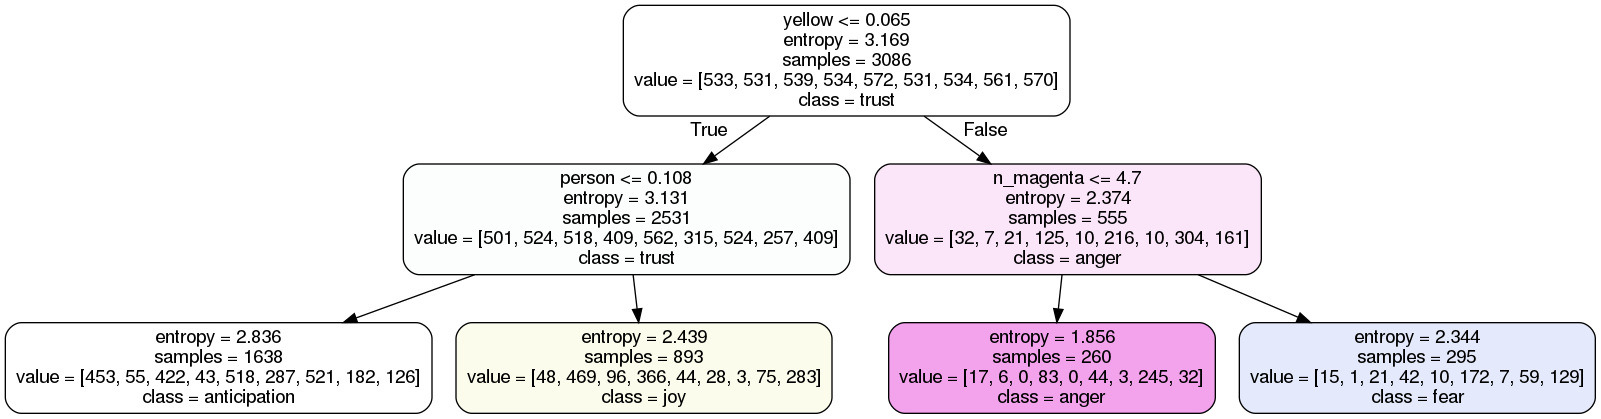 yellow <= 0.065
entropy = 3.169
samples = 3086
value = [533, 531, 539, 534, 572, 531, 534, 561, 570]
class = trust
True
False
person <= 0.108
entropy = 3.131
samples = 2531
value = [501, 524, 518, 409, 562, 315, 524, 257, 409]
class = trust
n_magenta <= 4.7
entropy = 2.374
samples = 555
value = [32, 7, 21, 125, 10, 216, 10, 304, 161]
class = anger
entropy = 2.836
samples = 1638
value = [453, 55, 422, 43, 518, 287, 521, 182, 126]
class = anticipation
entropy = 2.439
samples = 893
value = [48, 469, 96, 366, 44, 28, 3, 75, 283]
class = joy
entropy = 1.856
samples = 260
value = [17, 6, 0, 83, 0, 44, 3, 245, 32]
class = anger
entropy = 2.344
samples = 295
value = [15, 1, 21, 42, 10, 172, 7, 59, 129]
class = fear